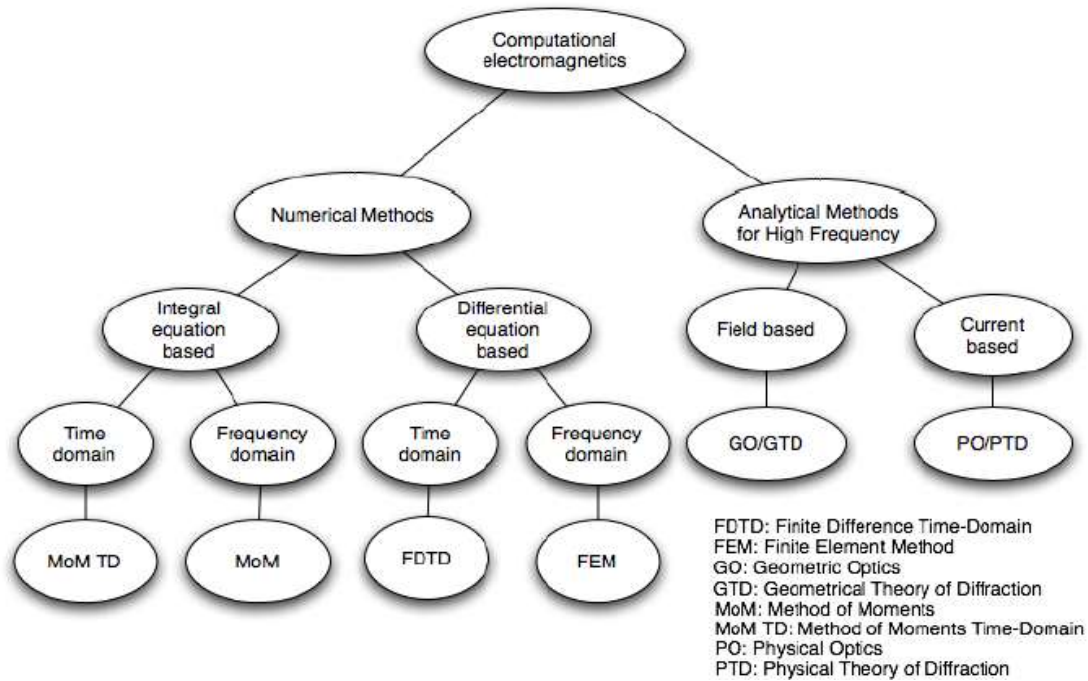 Computational
electromagnetics
Numerical Methods
Analytical Methods
for High Frequency
Integral
equation
based
Differential
equation
based
Field based
Current
based
Time
domain
Frequency
domain
Time
domain
Frequency
domain
GO/GTD
PO/PTD
MoM TD
MoM
FDTD
FEM
FDTD: Finite Difference Time-Domain
FEM: Finite Element Method
GO: Geometric Optics
GTD: Geometrical Theory of Diffraction
MoM: Method of Moments
MoM TD: Method of Moments Time-Domain
PO: Physical Optics
PTD: Physical Theory of Diffraction